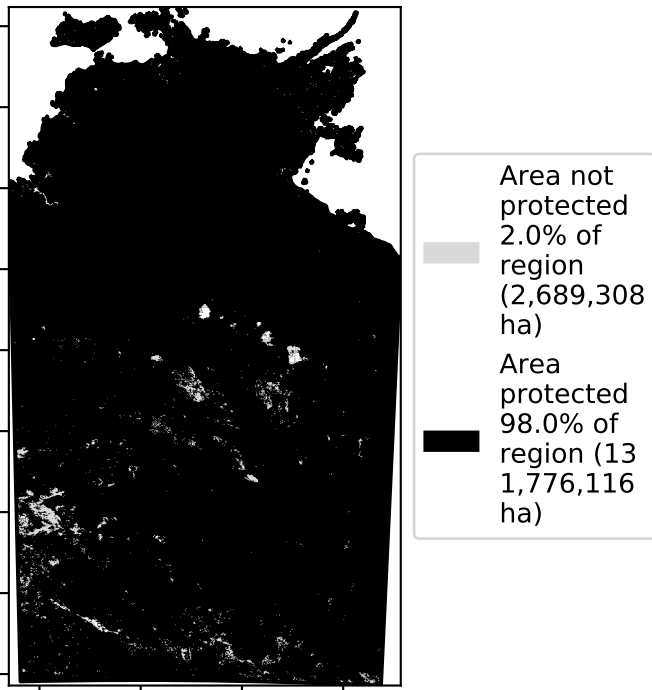 Area not
protected
2.0% of
region
(2,689,308
ha)
Area
protected
98.0% of
region (13
1,776,116
ha)